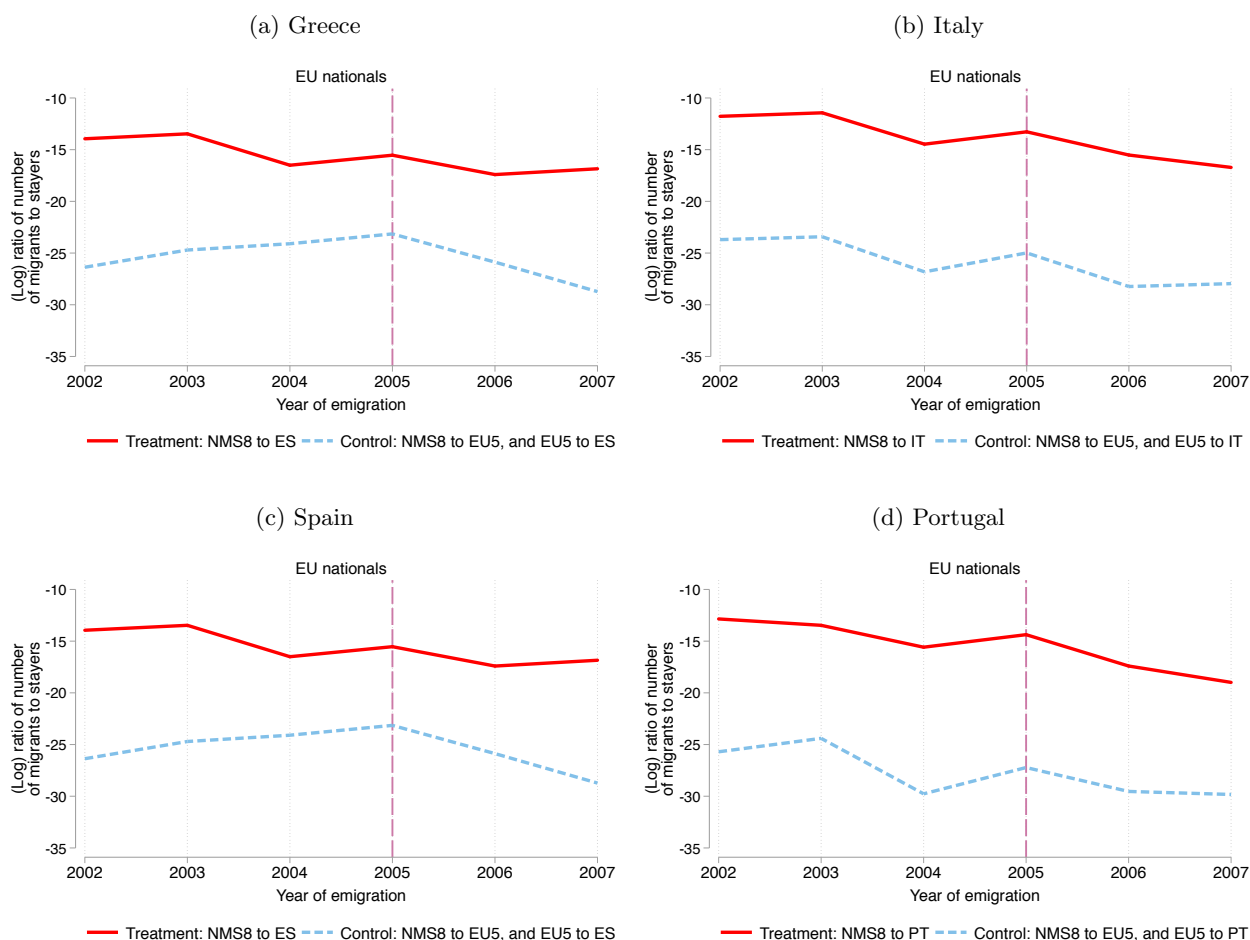 (a) Greece
EU nationals
(Log) ratio of number
of migrants to stayers
-10
-15
-20
-25
-30
-35
2002 2003 2004 2005 2006 2007
Year of emigration
Treatment: NMS8 to ES Control: NMS8 to EU5, and EU5 to ES
(b) Italy
EU nationals
(Log) ratio of number
of migrants to stayers
-10
-15
-20
-25
-30
-35
2002 2003 2004 2005 2006 2007
Year of emigration
Treatment: NMS8 to IT Control: NMS8 to EU5, and EU5 to IT
(c) Spain
EU nationals
(Log) ratio of number
of migrants to stayers
-10
-15
-20
-25
-30
-35
2002 2003 2004 2005 2006 2007
Year of emigration
Treatment: NMS8 to ES Control: NMS8 to EU5, and EU5 to ES
(d) Portugal
EU nationals
(Log) ratio of number
of migrants to stayers
-10
-15
-20
-25
-30
-35
2002 2003 2004 2005 2006 2007
Year of emigration
Treatment: NMS8 to PT Control: NMS8 to EU5, and EU5 to PT